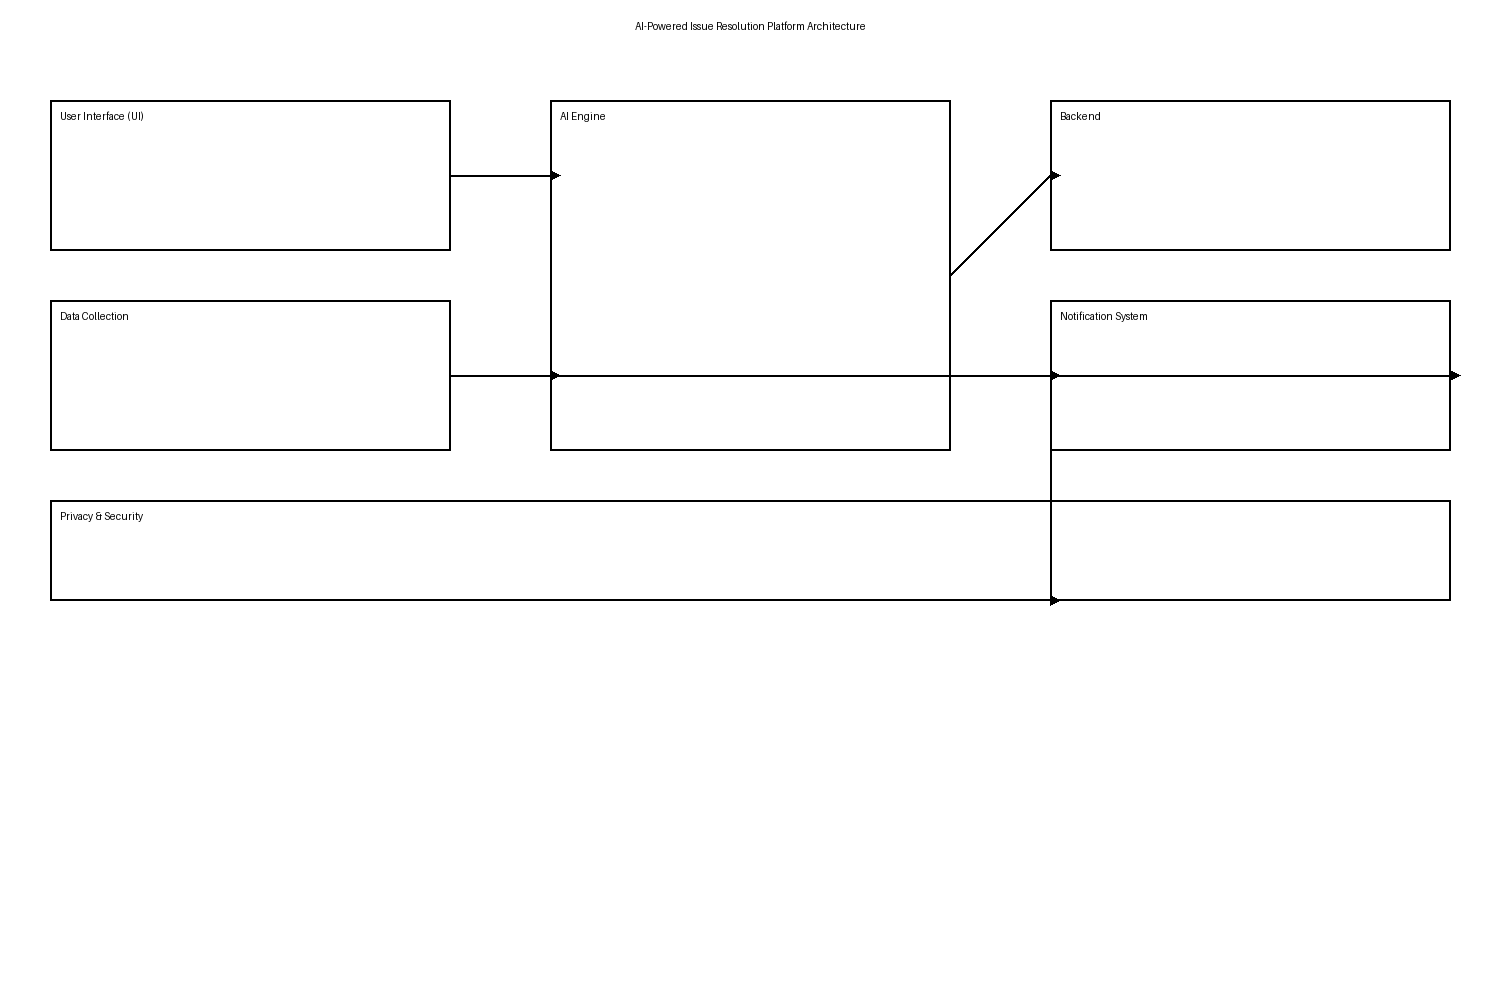 AI-Powered Issue Resolution Platform Architecture
User Interface (UI)
AI Engine
Backend
Data Collection
Notification System
Privacy & Security